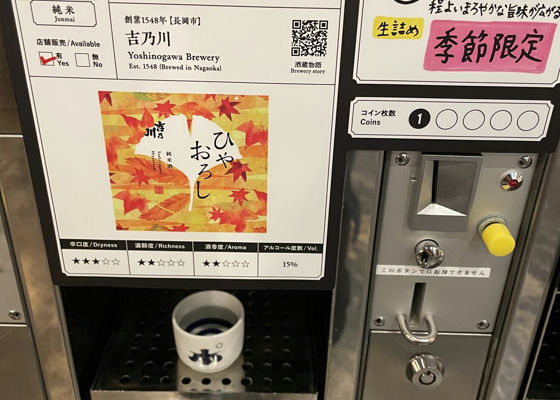 純米
Junmai
店舗販売/Available
有
Yes
無
No
創業1548年【長岡市】
吉乃川
Yoshinogawa Brewery
Est. 1548 (Brewed in Nagaoka)
酒蔵物語
Brewery story
吉乃川
純米酒
ひや
おろし
辛口度/Dryness
濃醇度/Richness
酒香度/Aroma
アルコール度数/Vol.
★★★☆☆
★★☆☆☆
★★☆☆☆
15%
程よいまろやかな旨味が広がる
生詰め
季節限定
コイン枚数
Coins
1
このボタンでは返却できません